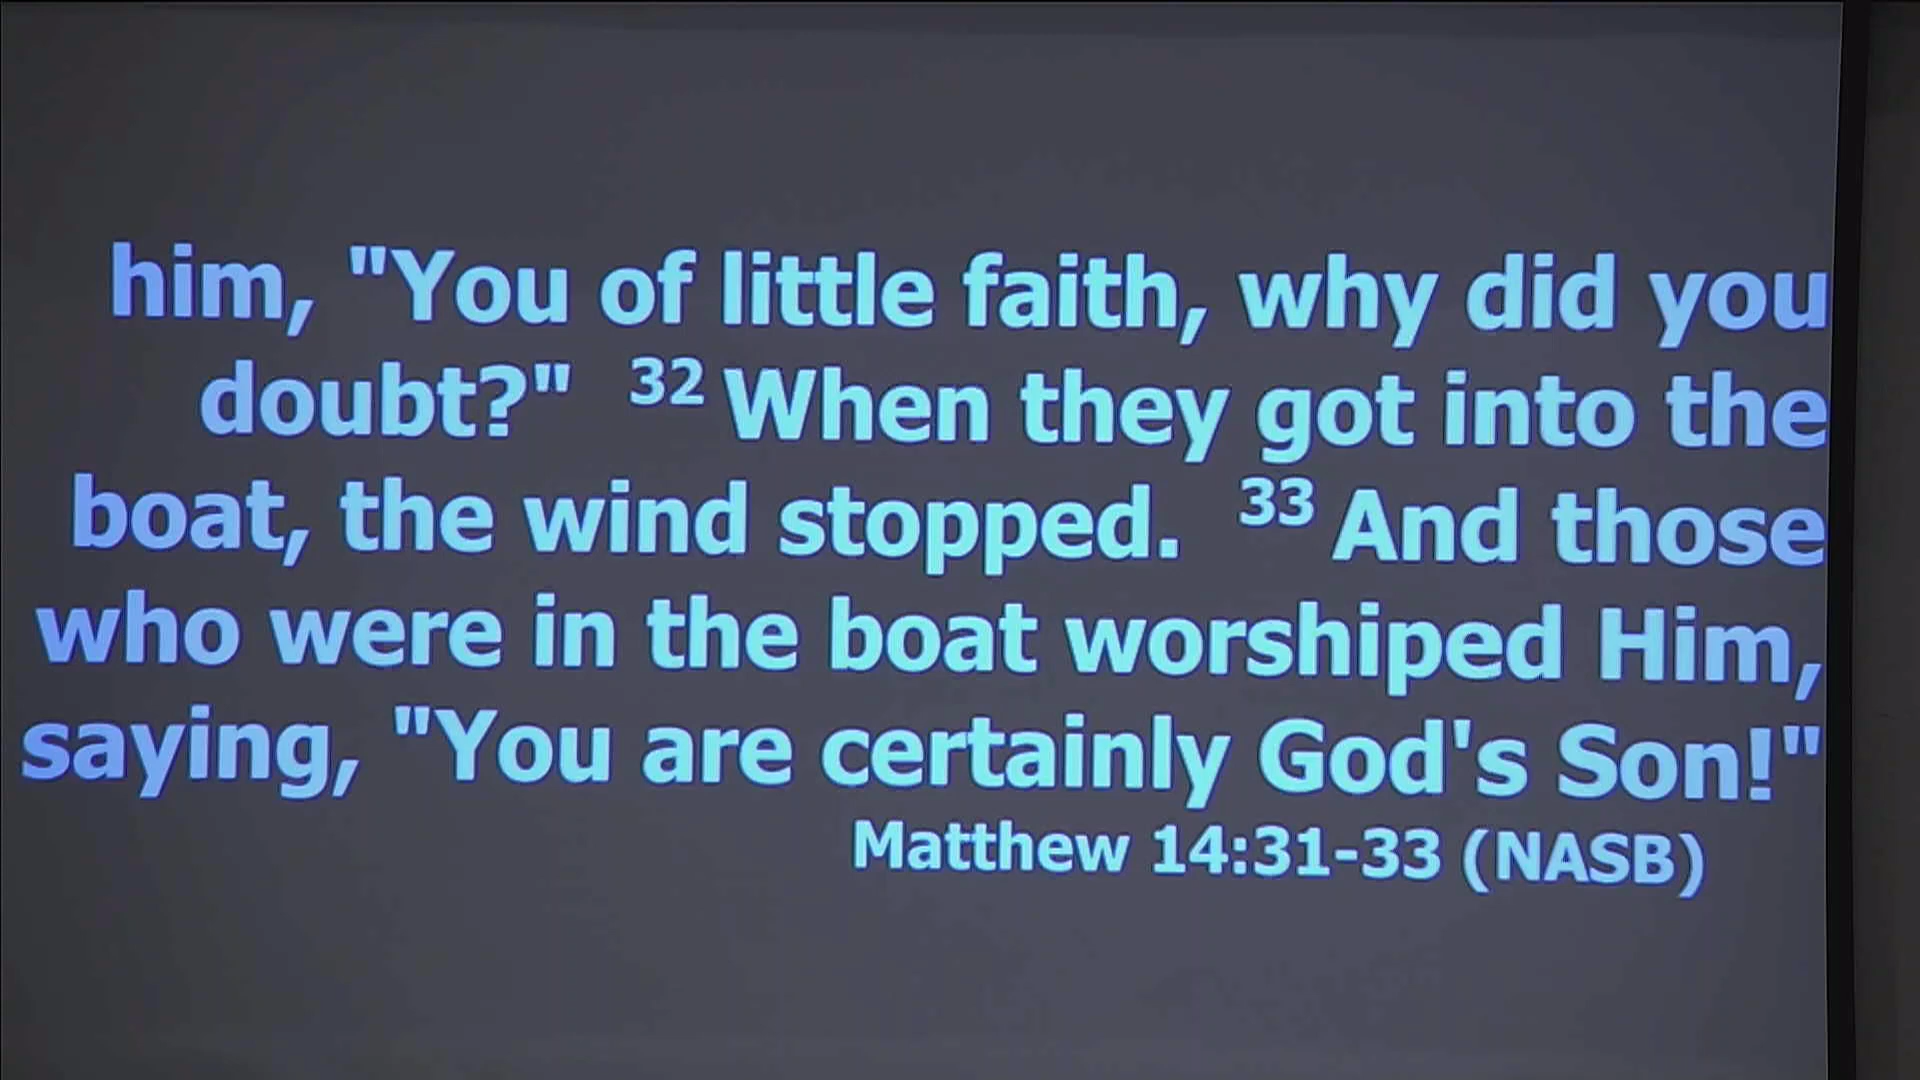 him, "You of little faith, why did you
doubt?" 32 When they got into the
boat, the wind stopped. 33 And those
who were in the boat worshiped Him,
saying, "You are certainly God's Son!"
Matthew 14:31-33 (NASB)